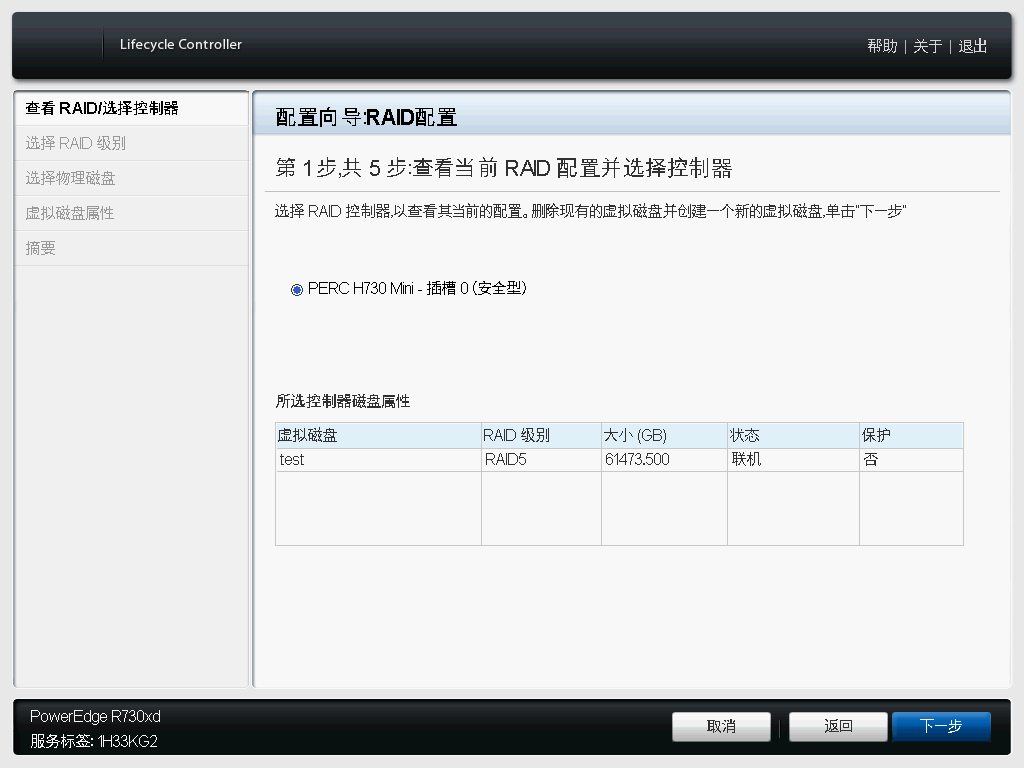 Lifecycle Controller
帮助 | 关于 | 退出
查看 RAID/选择控制器
选择 RAID 级别
选择物理磁盘
虚拟磁盘属性
摘要
配置向导:RAID配置
第 1步,共 5 步:查看当前 RAID 配置并选择控制器
选择 RAID 控制器,以查看其当前的配置。删除现有的虚拟磁盘并创建一个新的虚拟磁盘,单击"下一步"
PERC H730 Mini - 插槽 0 (安全型)
所选控制器磁盘属性
虚拟磁盘 RAID 级别 大小 (GB) 状态 保护
test RAID5 61473.500 联机 否
PowerEdge R730xd
服务标签: 1H33KG2
取消 返回 下一步